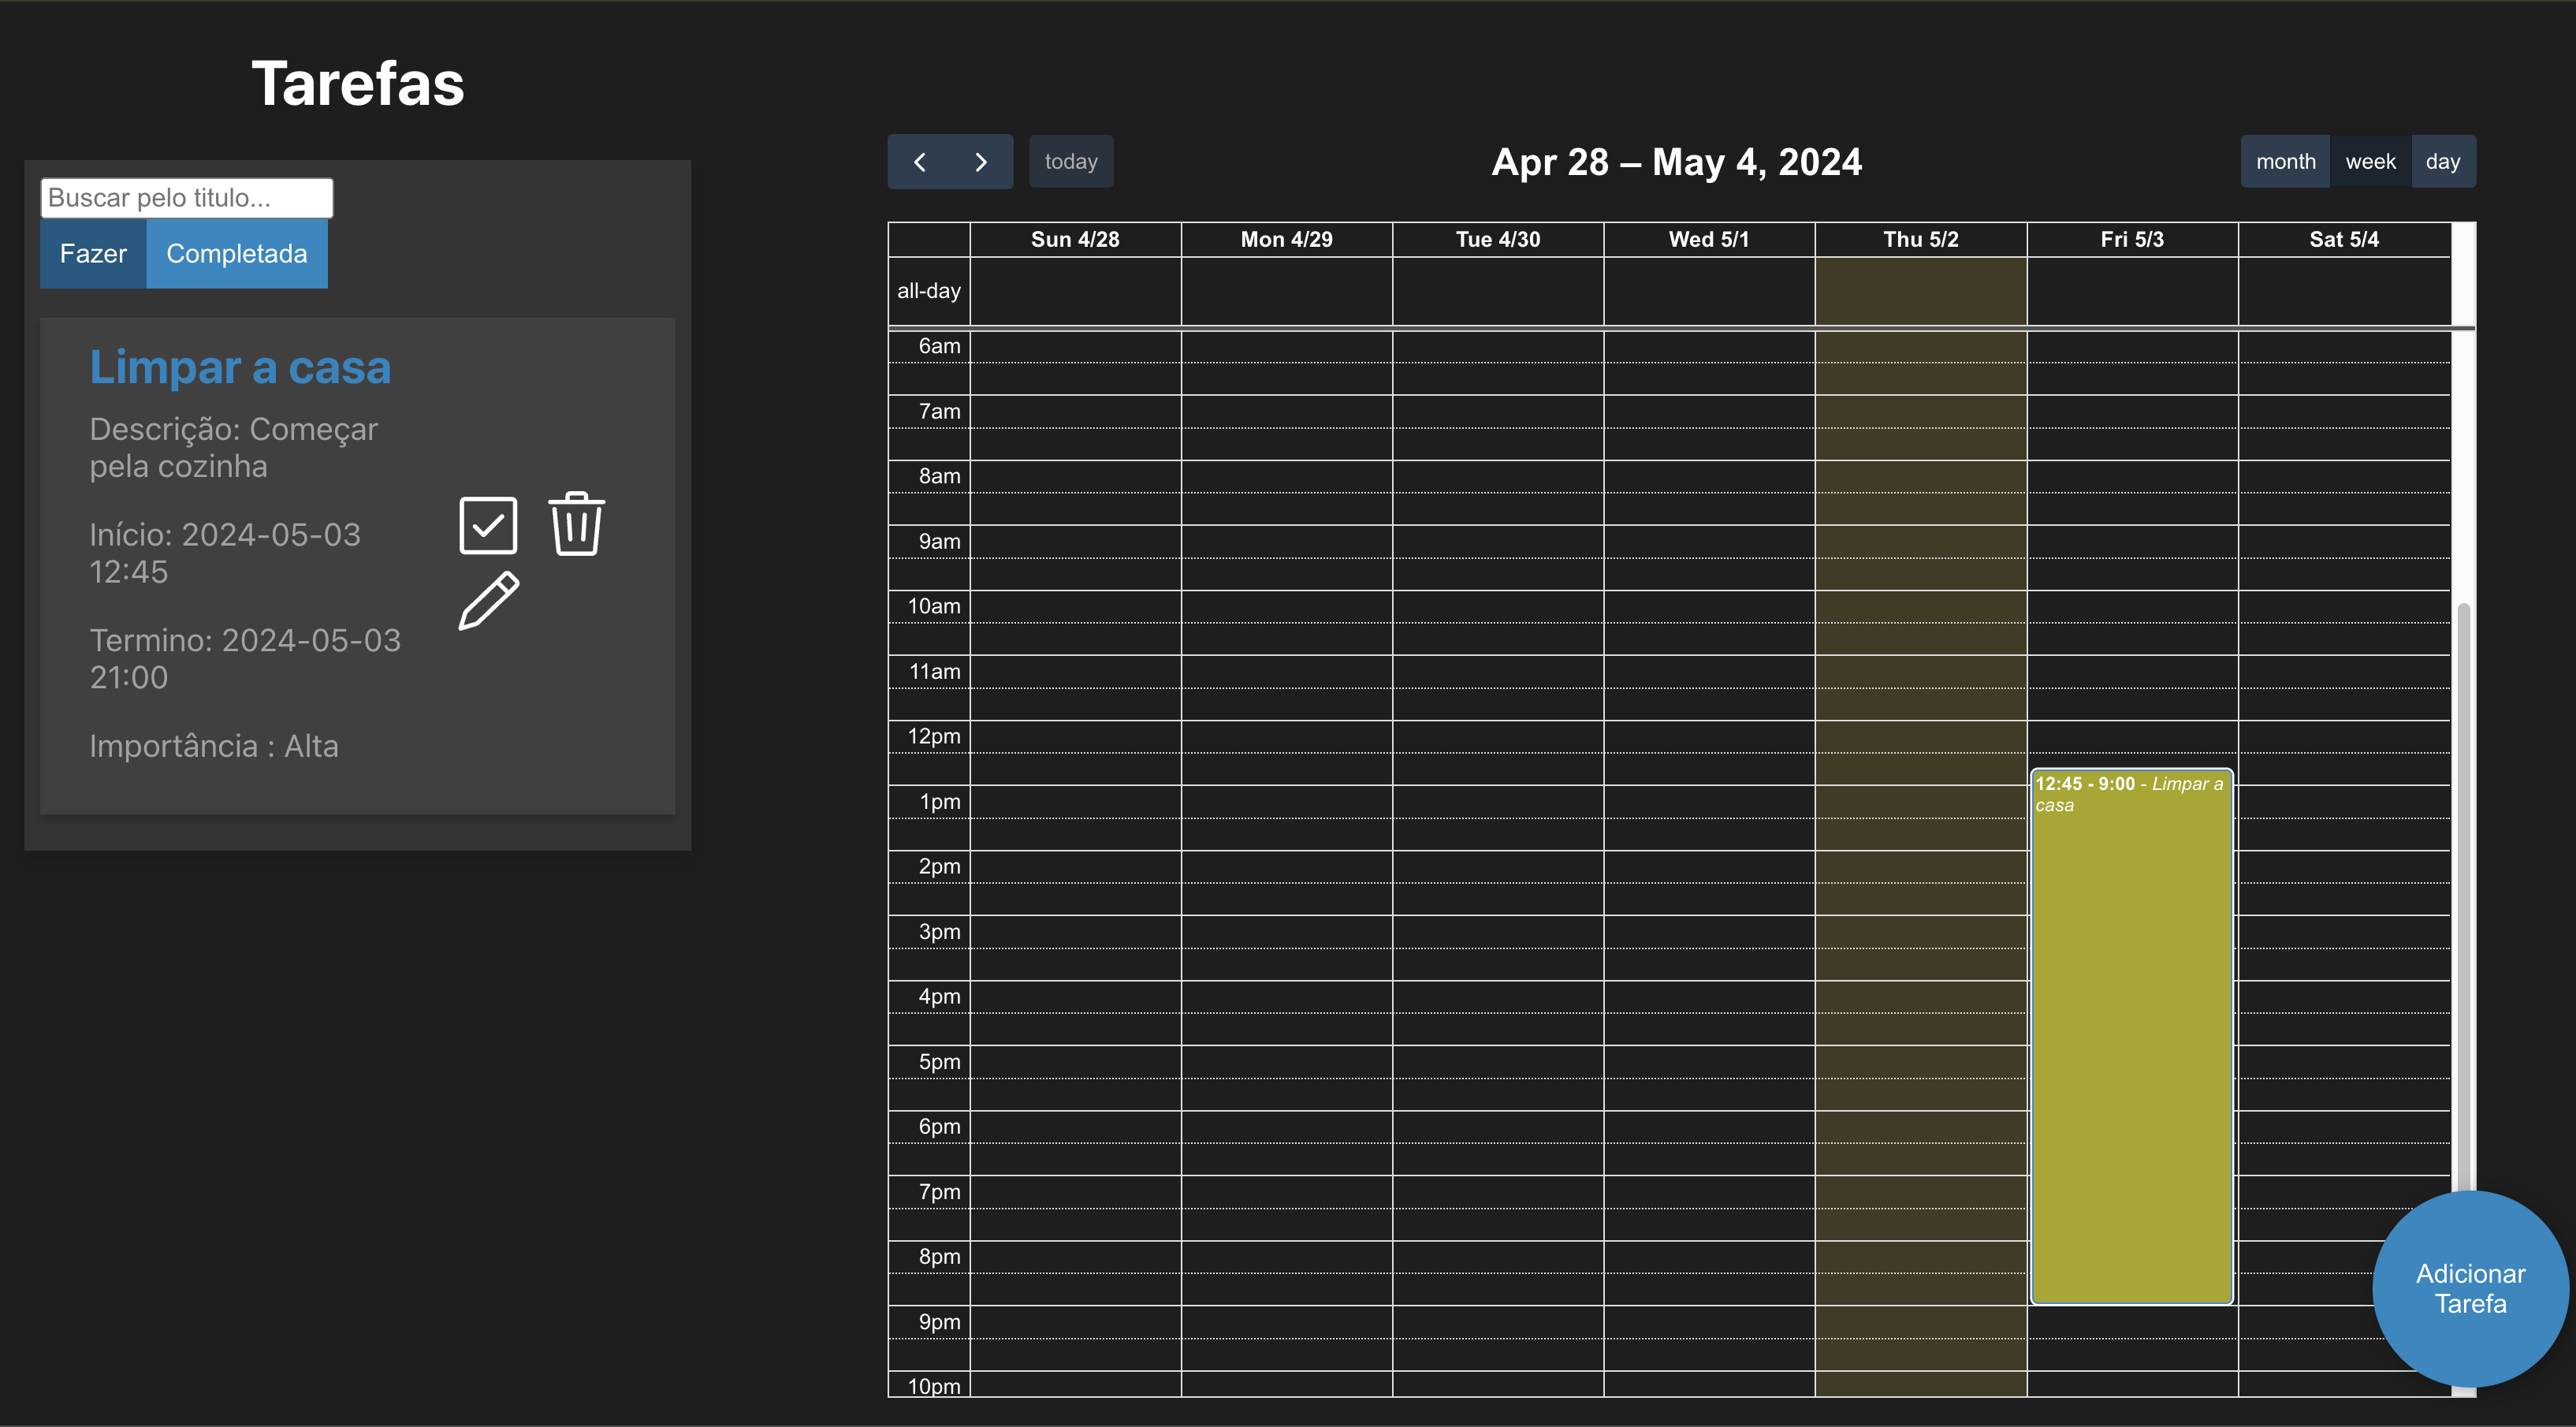 Tarefas
Buscar pelo titulo...
Fazer
Completada
Limpar a casa
Descrição: Começar
pela cozinha
Início: 2024-05-03
12:45
Termino: 2024-05-03
21:00
Importância : Alta
today
Apr 28 – May 4, 2024
month
week
day
Sun 4/28
Mon 4/29
Tue 4/30
Wed 5/1
Thu 5/2
Fri 5/3
Sat 5/4
all-day
6am
7am
8am
9am
10am
11am
12pm
12:45 - 9:00 - Limpar a
casa
1pm
2pm
3pm
4pm
5pm
6pm
7pm
8pm
9pm
10pm
Adicionar
Tarefa